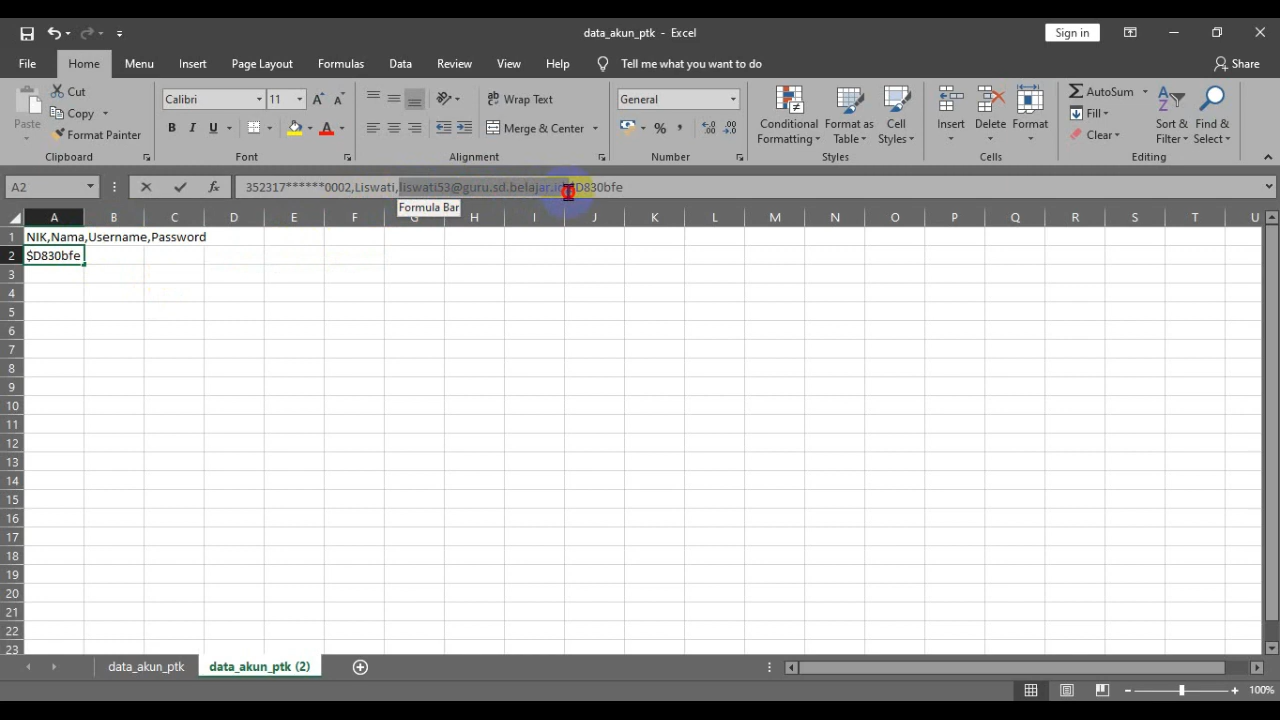 data_akun_ptk - Excel
Sign in
File Home Menu Insert Page Layout Formulas Data Review View Help Tell me what you want to do Share
Paste
Cut
Copy
Format Painter
Clipboard
Calibri 11
B I U
Font
Wrap Text
Merge & Center
Alignment
General
Number
Conditional Formatting
Format as Table
Cell Styles
Styles
Insert
Delete
Format
Cells
AutoSum
Fill
Clear
Sort & Filter
Find & Select
Editing
A2
fx
352317******0002,Liswati,liswati53@guru.sd.belajar.id
D830bfe
Formula Bar
A B C D E F G H I J K L M N O P Q R S T U
1 NIK,Nama,Username,Password
2 $D830bfe
3
4
5
6
7
8
9
10
11
12
13
14
15
16
17
18
19
20
21
22
23
data_akun_ptk data_akun_ptk (2)
100%